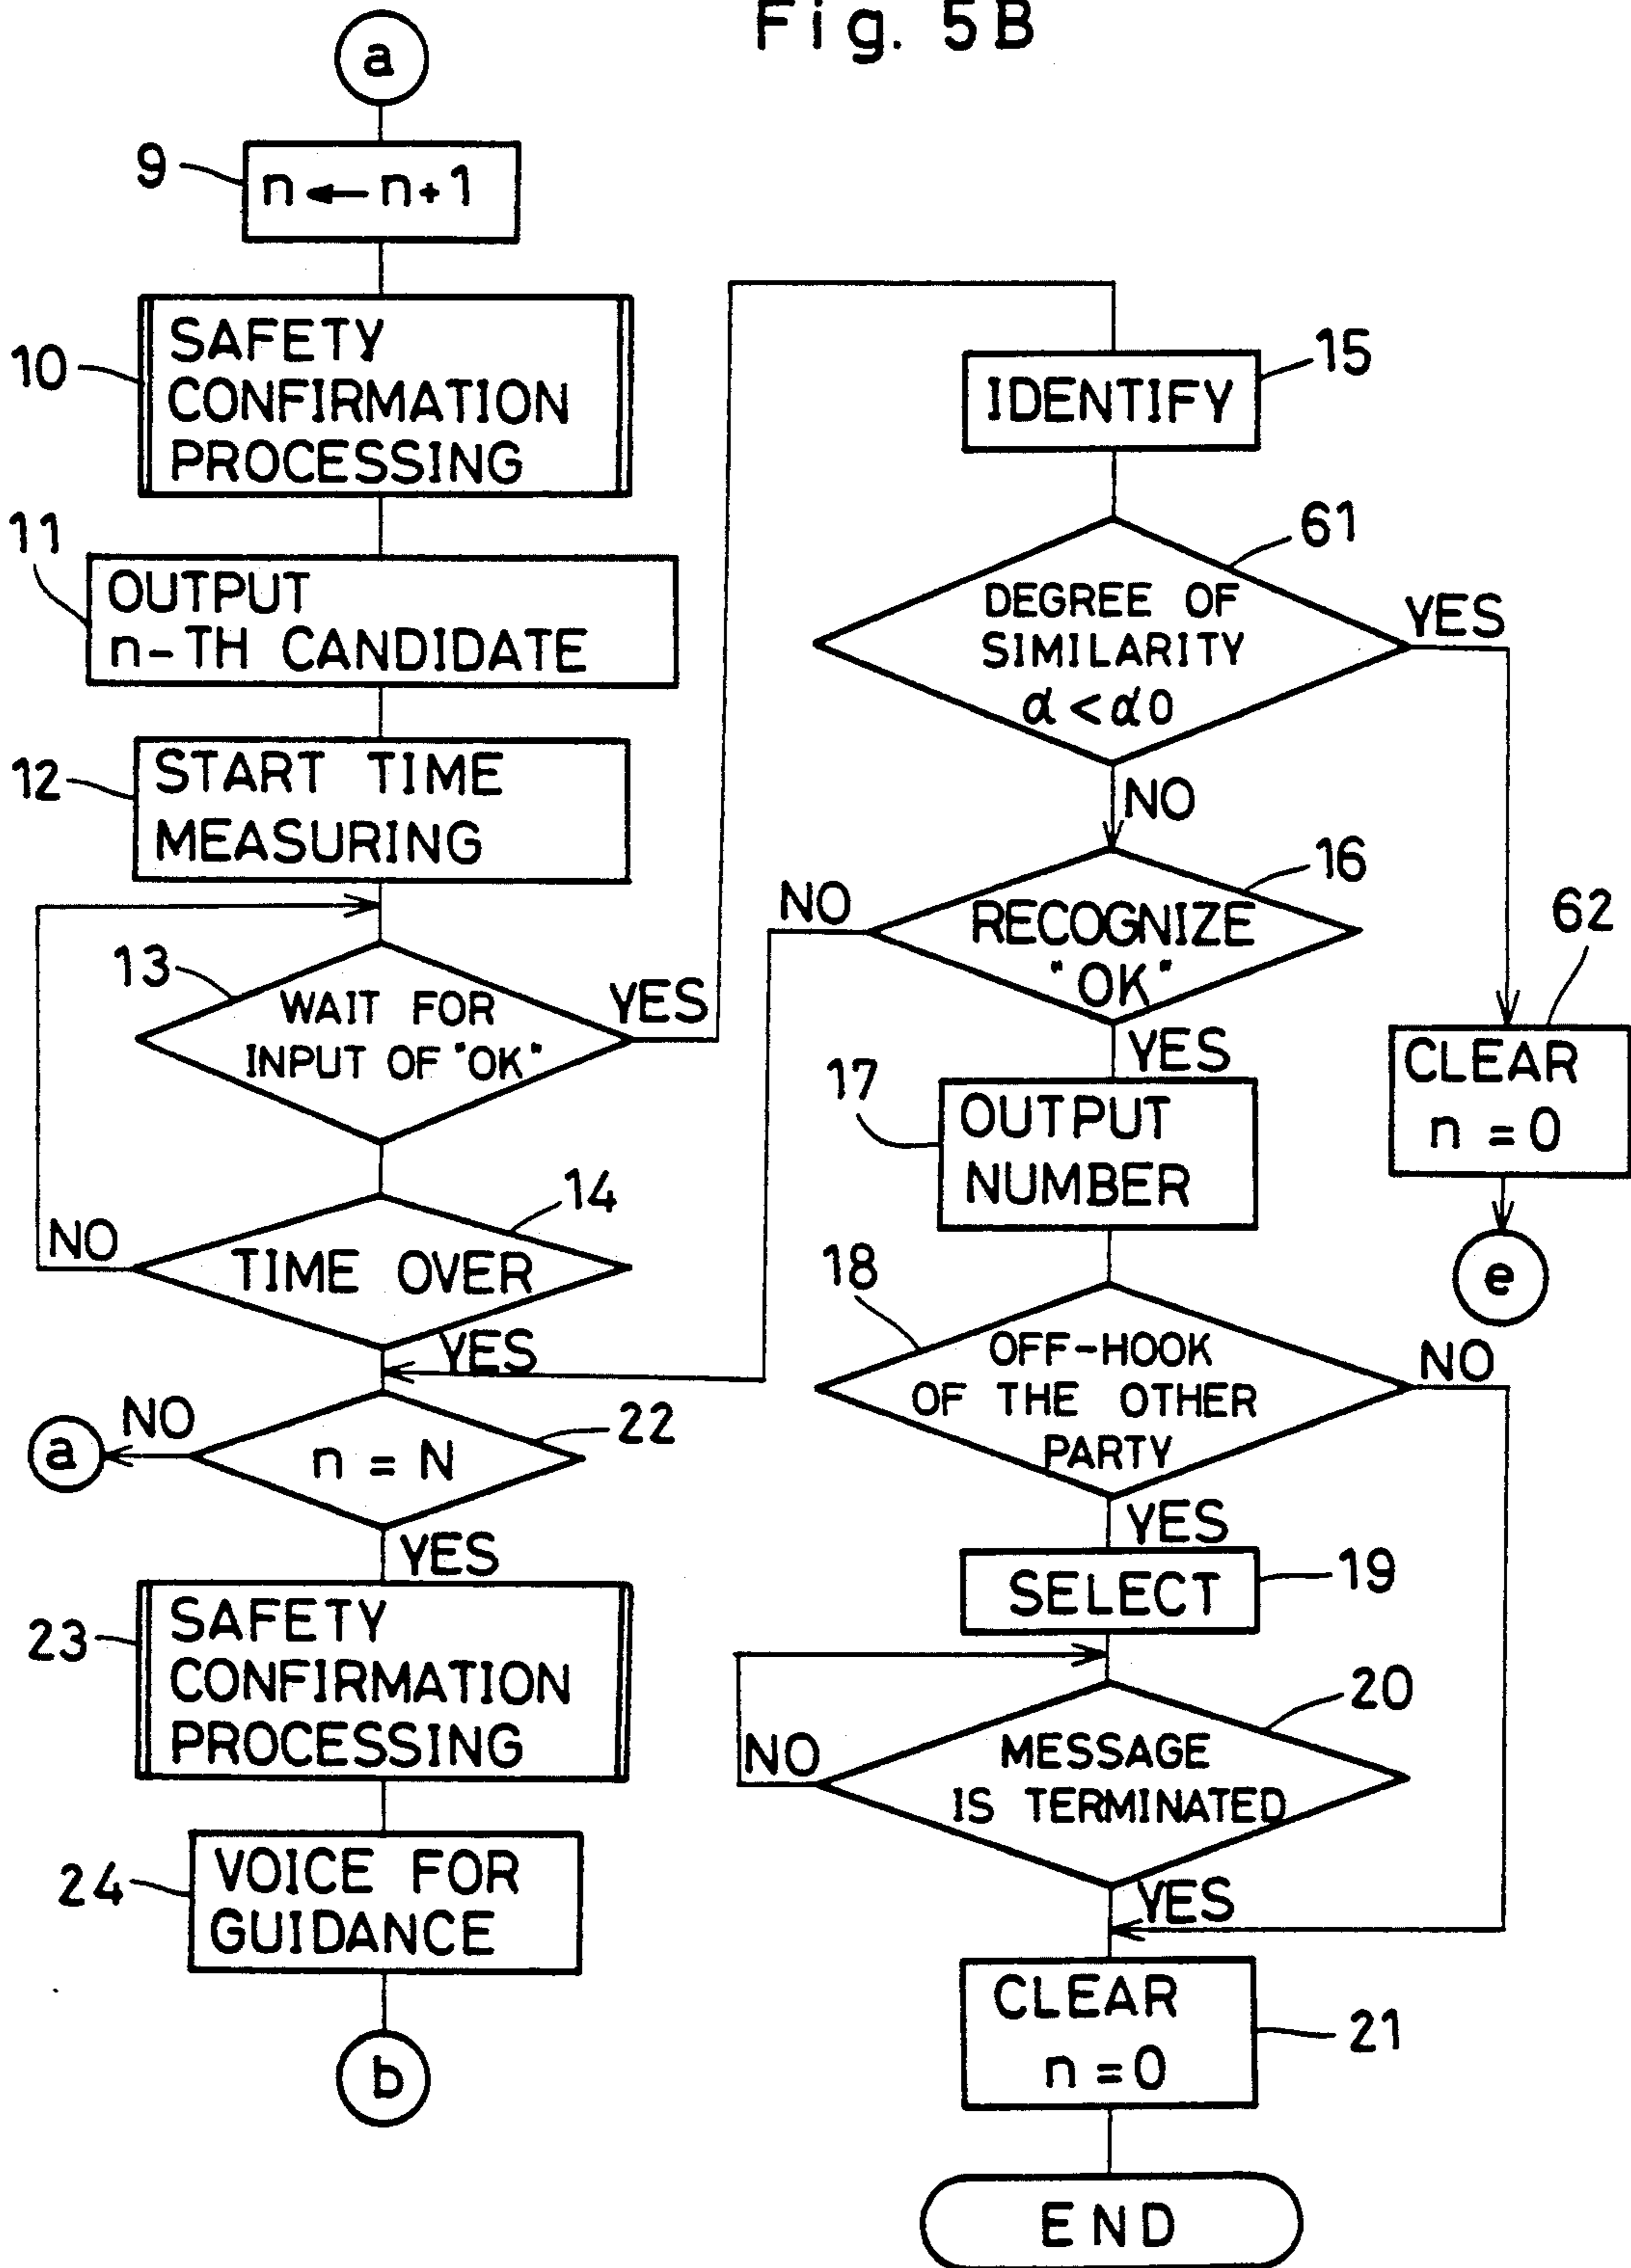 Fig. 5B
a
9
n ← n+1
10
SAFETY
CONFIRMATION
PROCESSING
11
OUTPUT
n-TH CANDIDATE
12
START TIME
MEASURING
13
WAIT FOR
INPUT OF "OK"
YES
14
TIME OVER
NO
YES
22
n = N
NO
a
YES
23
SAFETY
CONFIRMATION
PROCESSING
24
VOICE FOR
GUIDANCE
b
15
IDENTIFY
61
DEGREE OF
SIMILARITY
α < α0
YES
NO
62
CLEAR
n = 0
e
16
RECOGNIZE
"OK"
NO
YES
17
OUTPUT
NUMBER
18
OFF-HOOK
OF THE OTHER
PARTY
NO
YES
19
SELECT
20
MESSAGE
IS TERMINATED
NO
YES
21
CLEAR
n = 0
END